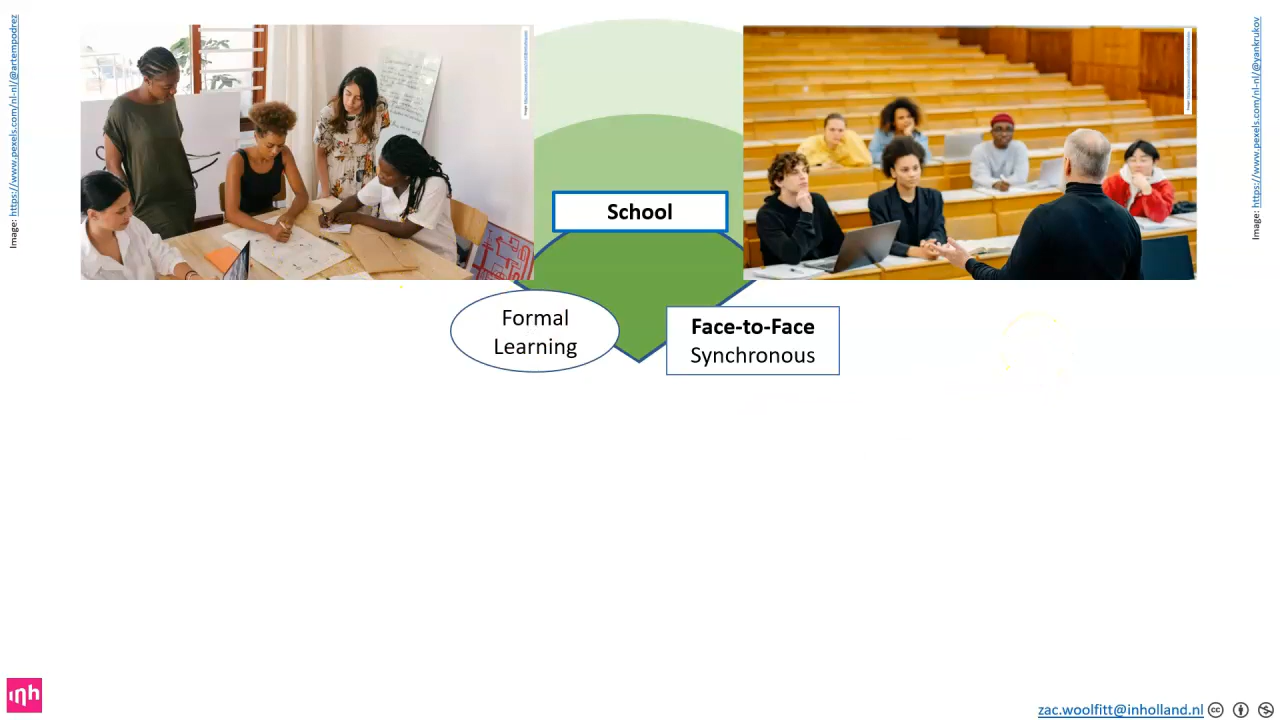 Image: https://www.pexels.com/nl-nl/@artempodrez
Image: https://www.pexels.com/nl-nl/@yankrukov
School
Formal
Learning
Face-to-Face
Synchronous
inh
zac.woolfitt@inholland.nl